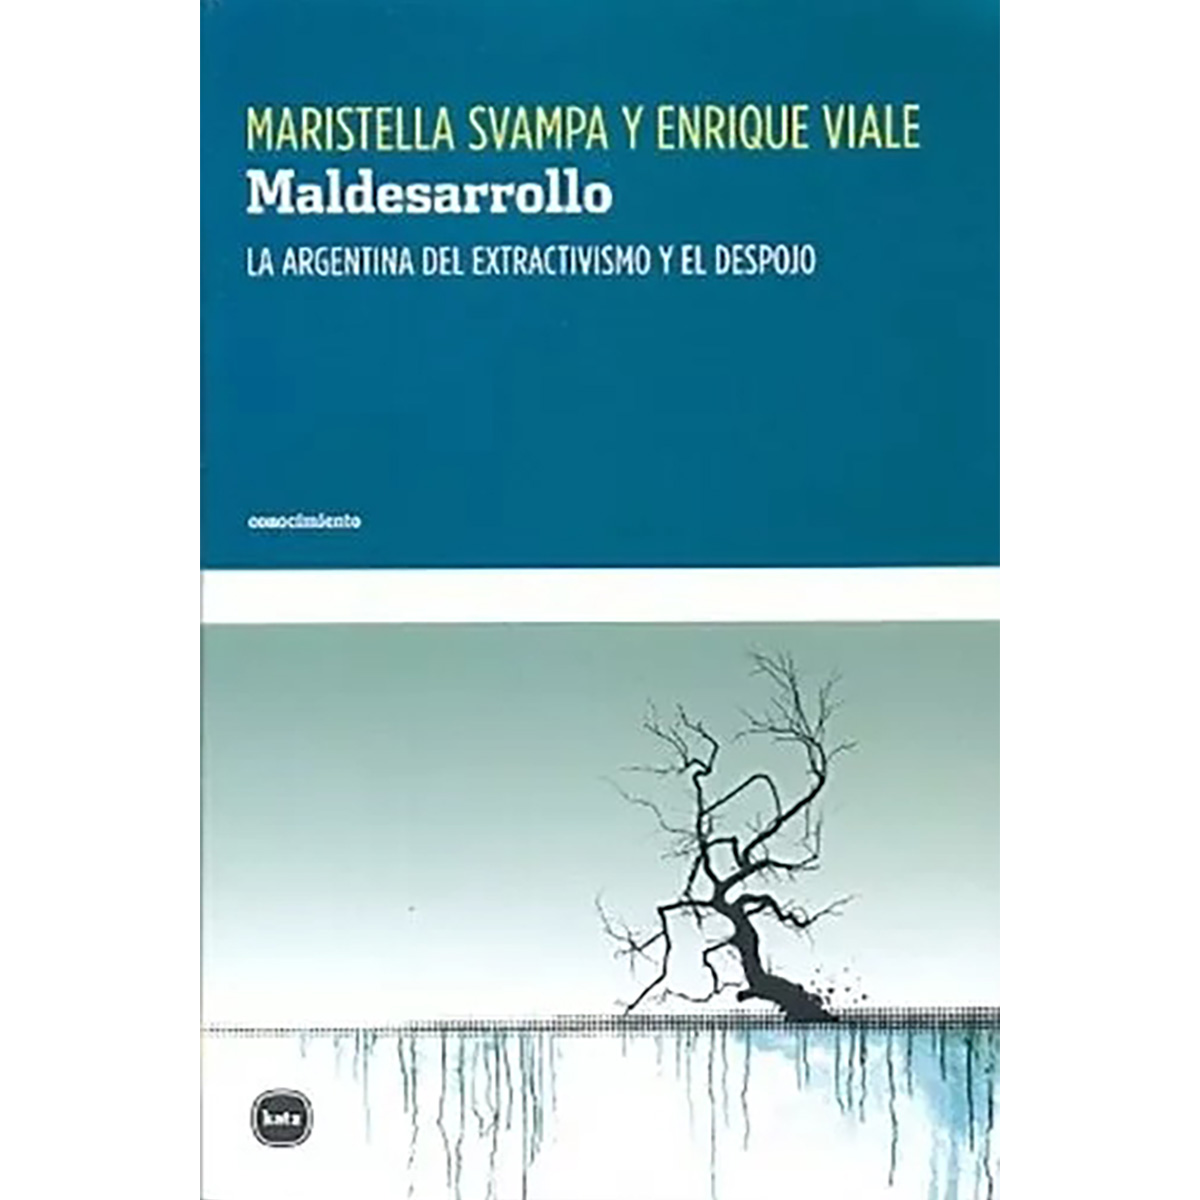 MARISTELLA SVAMPA Y ENRIQUE VIALE
Maldesarrollo
LA ARGENTINA DEL EXTRACTIVISMO Y EL DESPOJO
conocimiento
katz